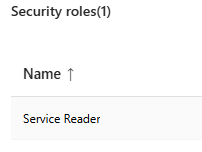 Security roles(1)
Name ↑
Service Reader